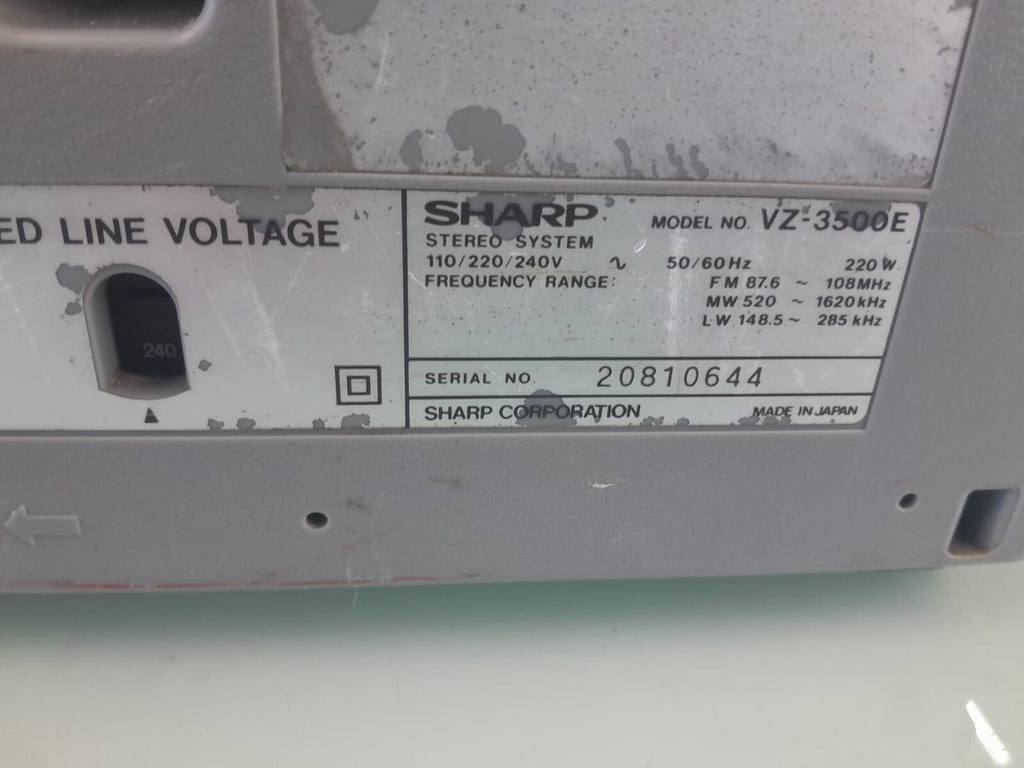 ED LINE VOLTAGE
240
SHARP
MODEL NO. VZ-3500E
STEREO SYSTEM
110/220/240V ~ 50/60Hz 220W
FREQUENCY RANGE: FM 87.6 ~ 108MHz
MW 520 ~ 1620kHz
LW 148.5 ~ 285kHz
SERIAL NO. 20810644
SHARP CORPORATION MADE IN JAPAN